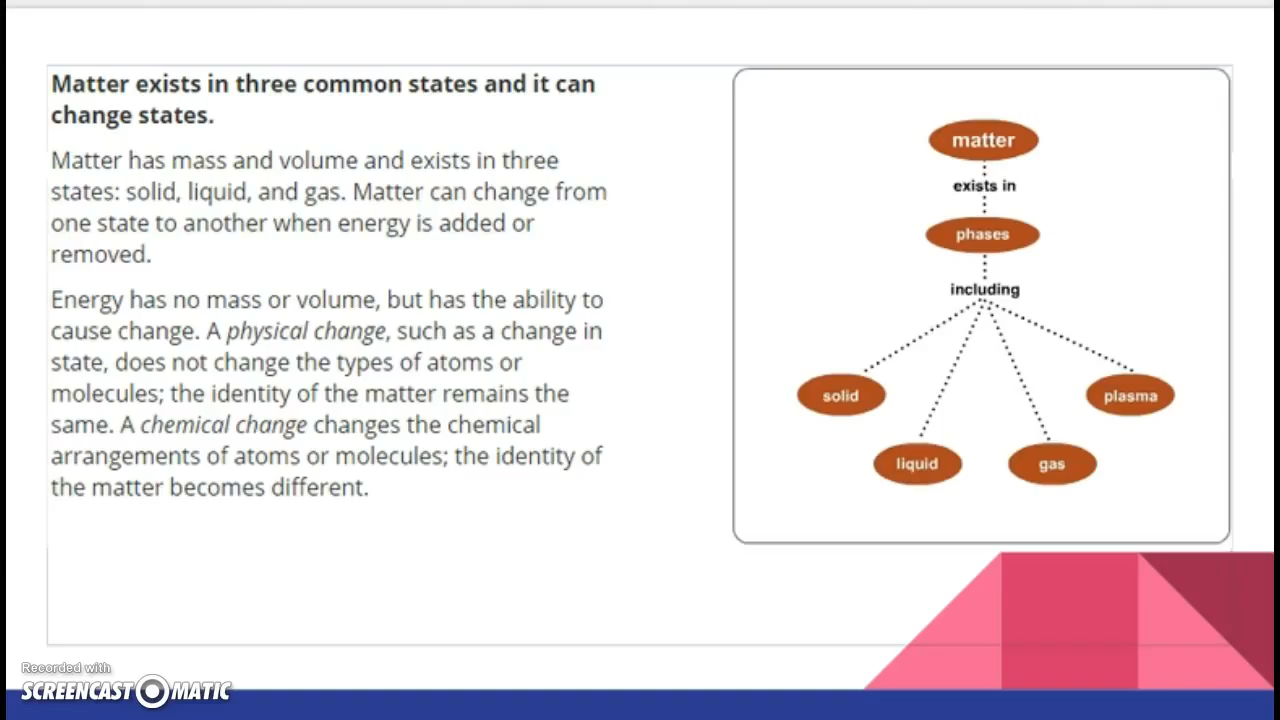 Matter exists in three common states and it can
change states.
Matter has mass and volume and exists in three
states: solid, liquid, and gas. Matter can change from
one state to another when energy is added or
removed.
Energy has no mass or volume, but has the ability to
cause change. A physical change, such as a change in
state, does not change the types of atoms or
molecules; the identity of the matter remains the
same. A chemical change changes the chemical
arrangements of atoms or molecules; the identity of
the matter becomes different.
matter
exists in
phases
including
solid
plasma
liquid
gas
Recorded with
SCREENCAST MATIC